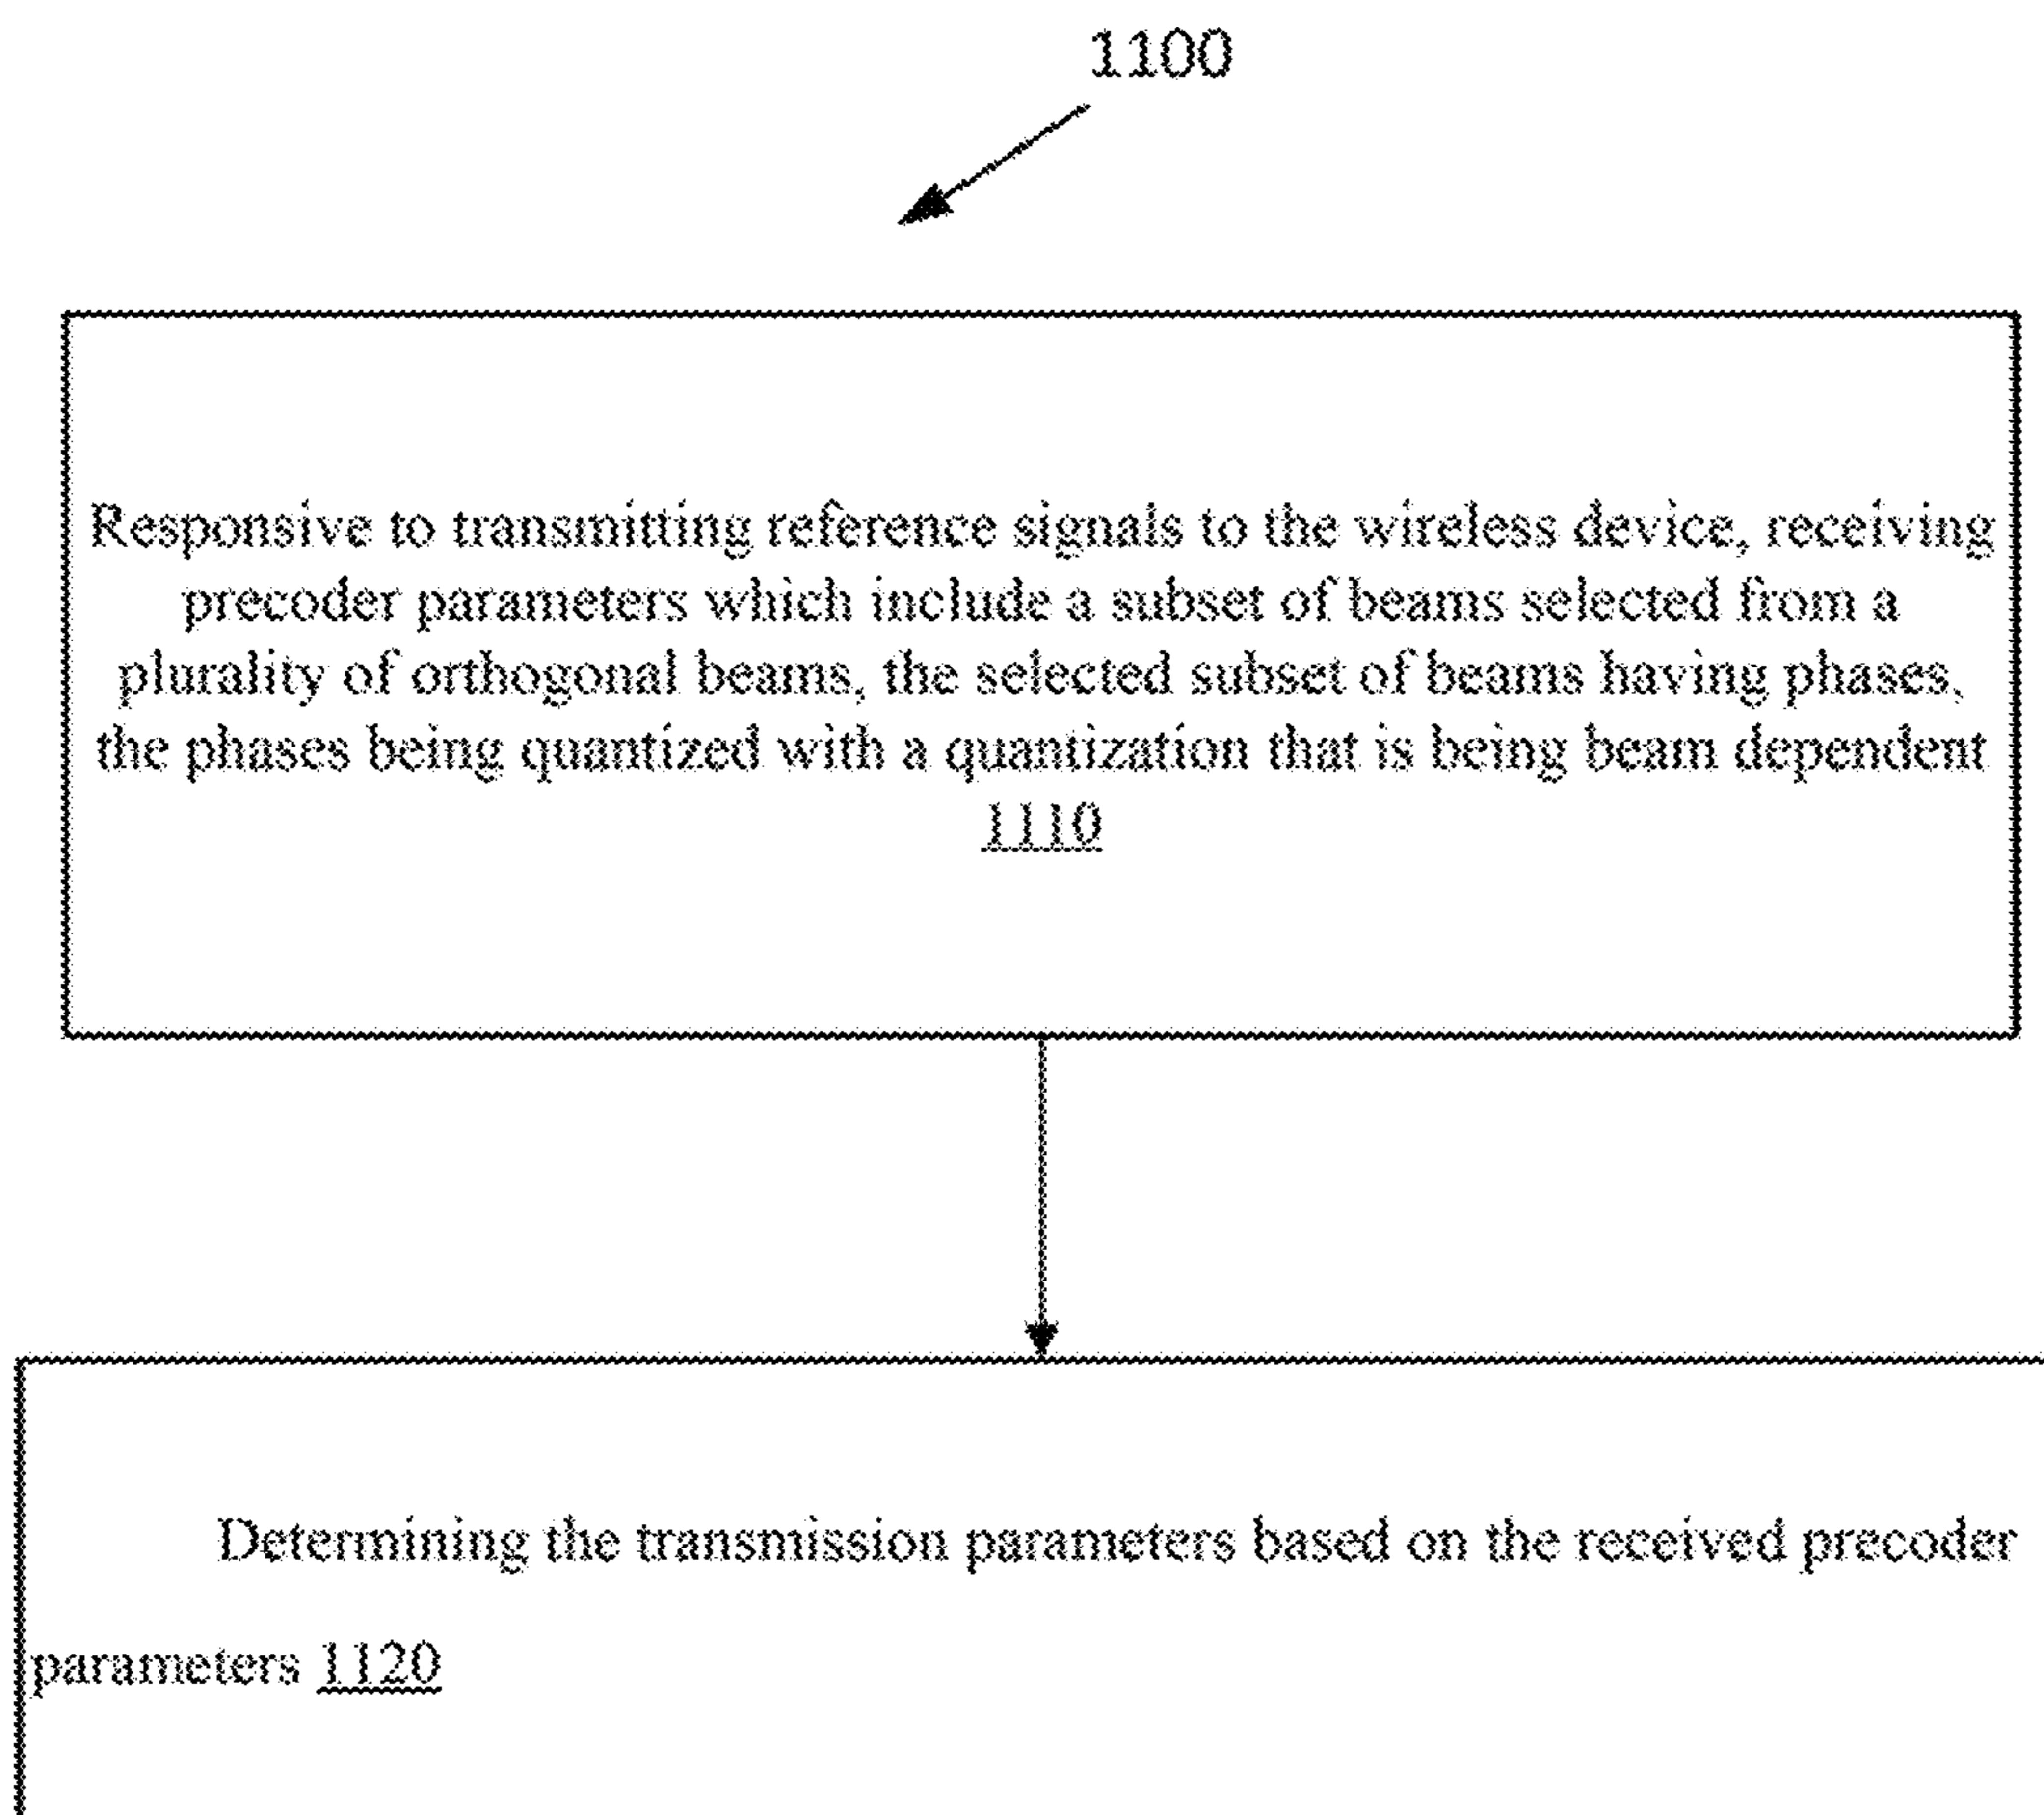 1100
Responsive to transmitting reference signals to the wireless device, receiving
precoder parameters which include a subset of beams selected from a
plurality of orthogonal beams, the selected subset of beams having phases,
the phases being quantized with a quantization that is being beam dependent
1110
Determining the transmission parameters based on the received precoder
parameters 1120